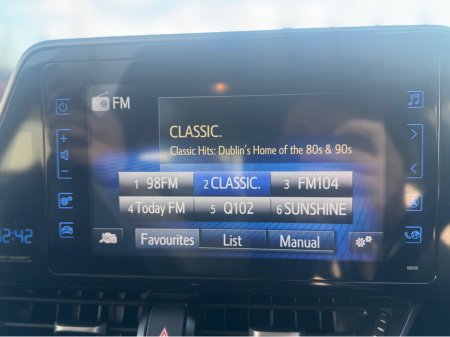 FM
CLASSIC.
Classic Hits: Dublin's Home of the 80s & 90s
1 98FM 2 CLASSIC. 3 FM104
4 Today FM 5 Q102 6 SUNSHINE
12:42
Favourites List Manual